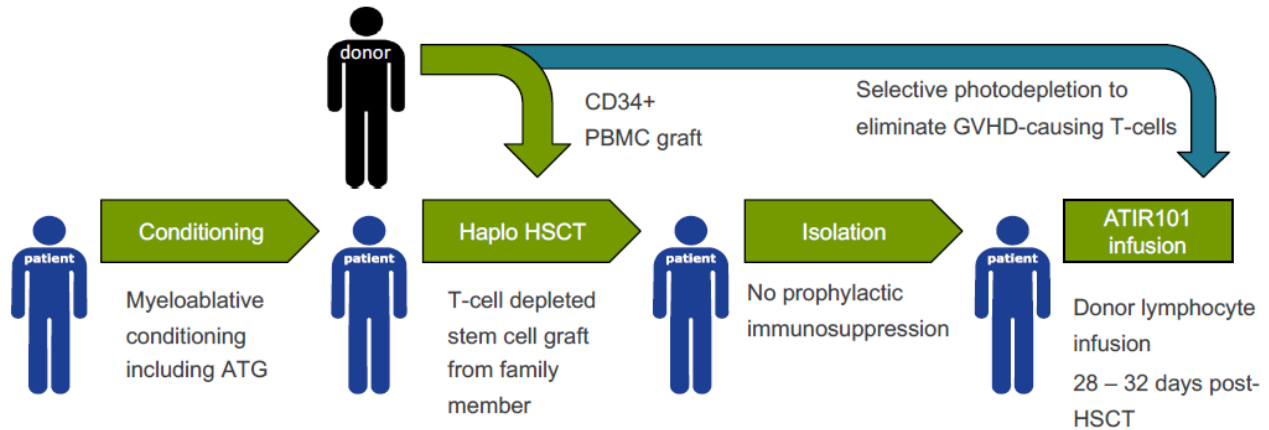 donor
CD34+
PBMC graft
Selective photodepletion to
eliminate GVHD-causing T-cells
patient
Conditioning
Myeloablative
conditioning
including ATG
patient
Haplo HSCT
T-cell depleted
stem cell graft
from family
member
patient
Isolation
No prophylactic
immunosuppression
patient
ATIR101
infusion
Donor lymphocyte
infusion
28 – 32 days post-
HSCT